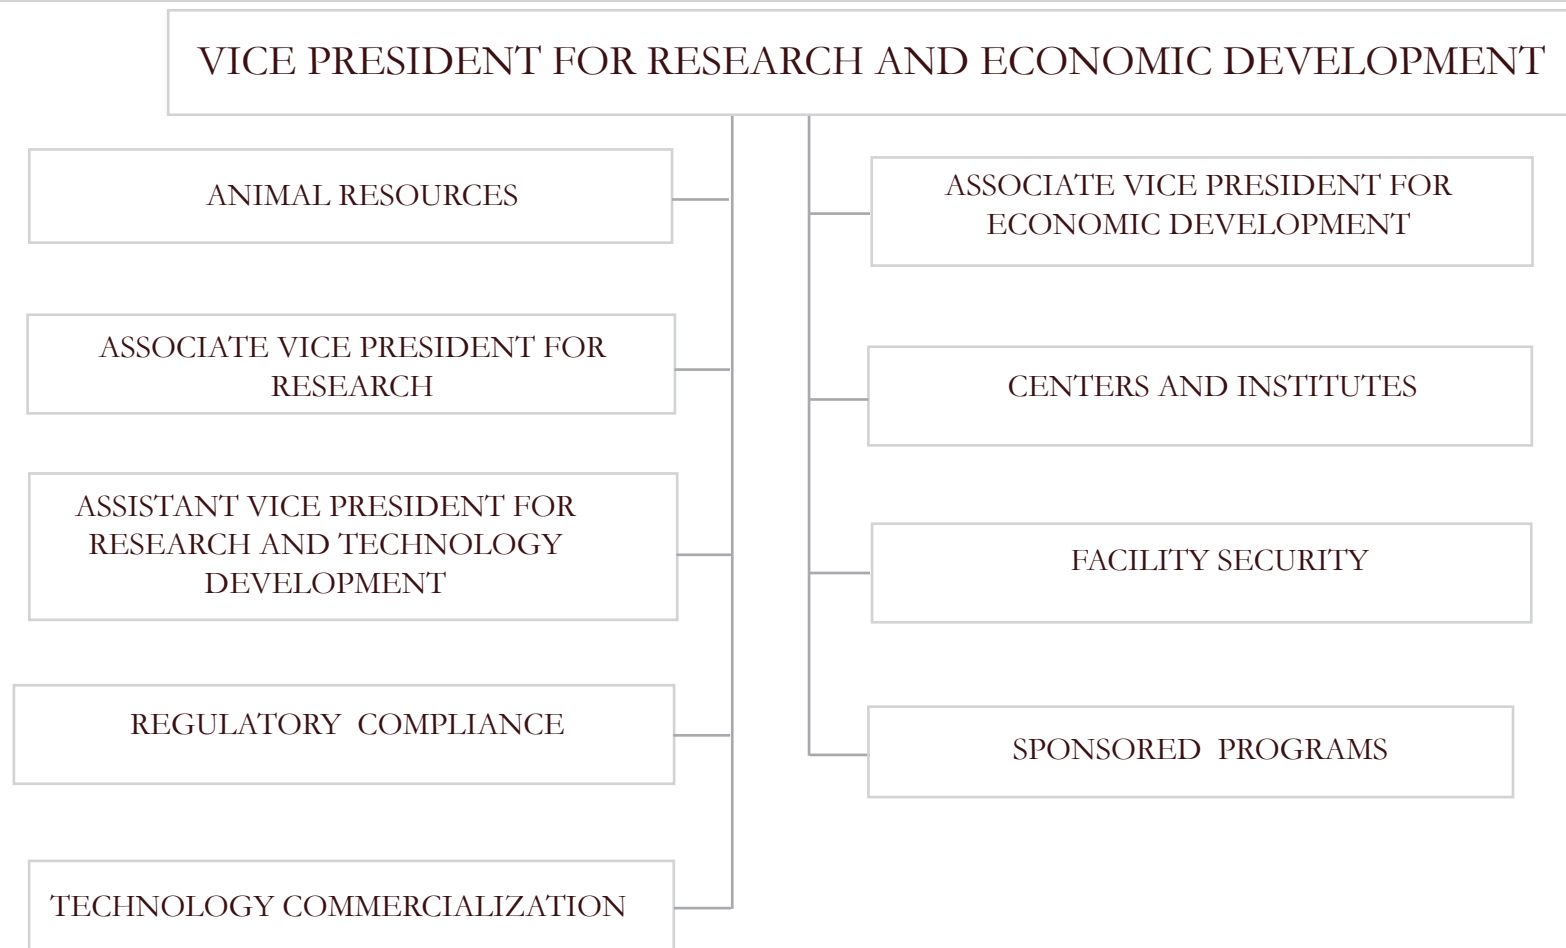 VICE PRESIDENT FOR RESEARCH AND ECONOMIC DEVELOPMENT
ANIMAL RESOURCES
ASSOCIATE VICE PRESIDENT FOR
RESEARCH
ASSISTANT VICE PRESIDENT FOR
RESEARCH AND TECHNOLOGY
DEVELOPMENT
REGULATORY COMPLIANCE
TECHNOLOGY COMMERCIALIZATION
ASSOCIATE VICE PRESIDENT FOR
ECONOMIC DEVELOPMENT
CENTERS AND INSTITUTES
FACILITY SECURITY
SPONSORED PROGRAMS